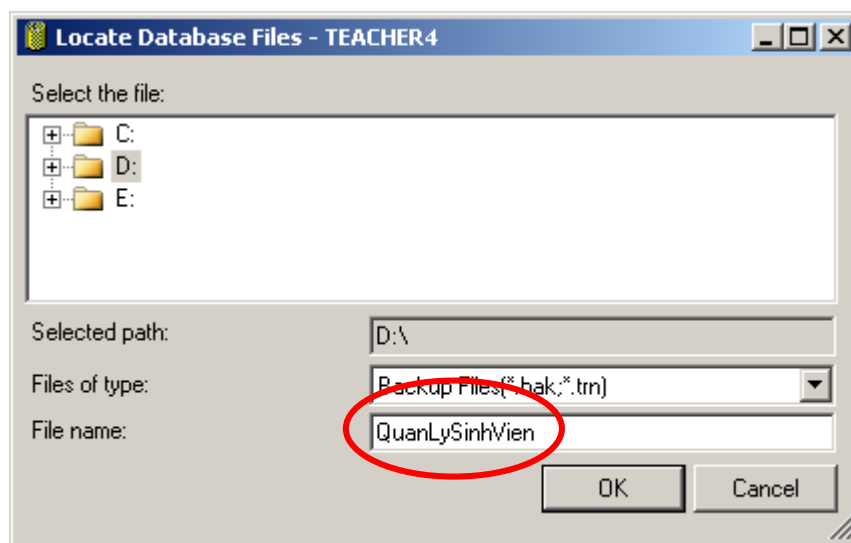 Locate Database Files - TEACHER4
Select the file:
C:
D:
E:
Selected path: D:\
Files of type: Backup Files(*.bak;*.trn)
File name: QuanLySinhVien
OK Cancel